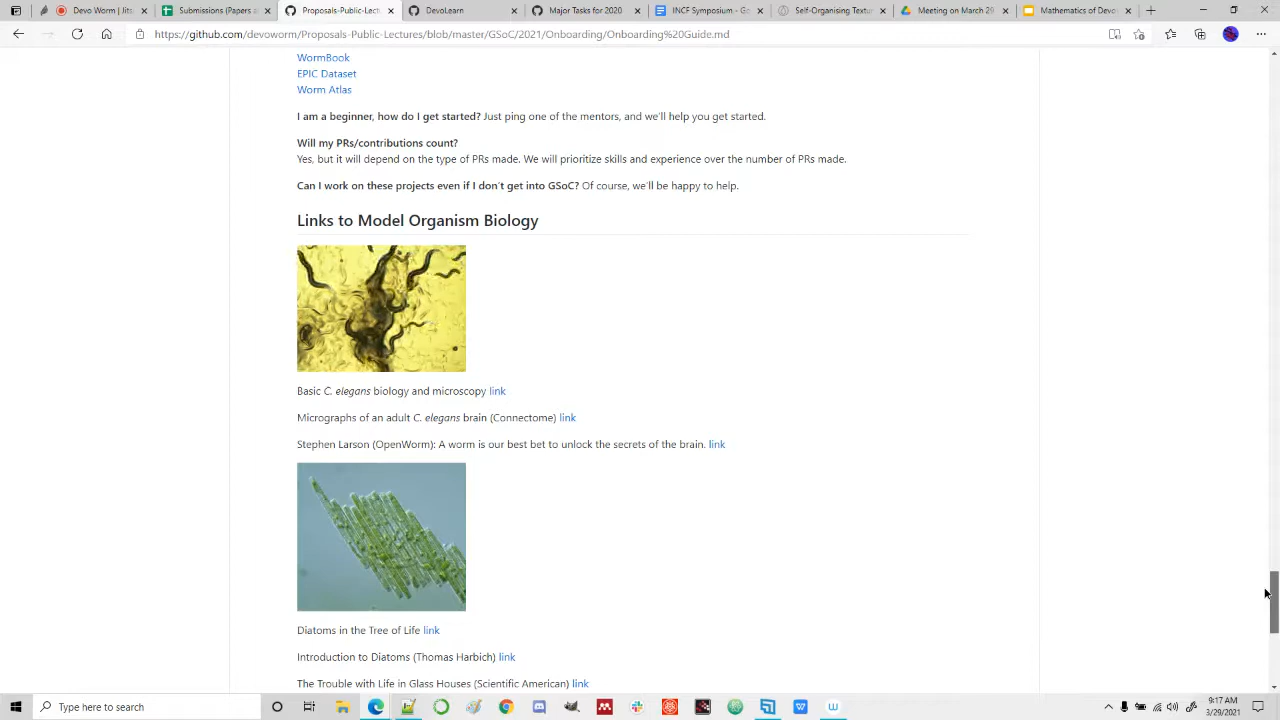 Devo Worm | Jitsi
Submissions (Pages
Proposals-Public-Lectu
DevoLearn
Major Tasks for 2020
INCF Symposium - Go
Self-Organising Textur
Meeting on March 29
Mathematics of Devo
https://github.com/devoworm/Proposals-Public-Lectures/blob/master/GSoC/2021/Onboarding/Onboarding%20Guide.md
WormBook
EPIC Dataset
Worm Atlas
I am a beginner, how do I get started? Just ping one of the mentors, and we'll help you get started.
Will my PRs/contributions count?
Yes, but it will depend on the type of PRs made. We will prioritize skills and experience over the number of PRs made.
Can I work on these projects even if I don't get into GSoC? Of course, we'll be happy to help.
Links to Model Organism Biology
Basic C. elegans biology and microscopy link
Micrographs of an adult C. elegans brain (Connectome) link
Stephen Larson (OpenWorm): A worm is our best bet to unlock the secrets of the brain. link
Diatoms in the Tree of Life link
Introduction to Diatoms (Thomas Harbich) link
The Trouble with Life in Glass Houses (Scientific American) link
Type here to search
9:17 AM
3/29/2021